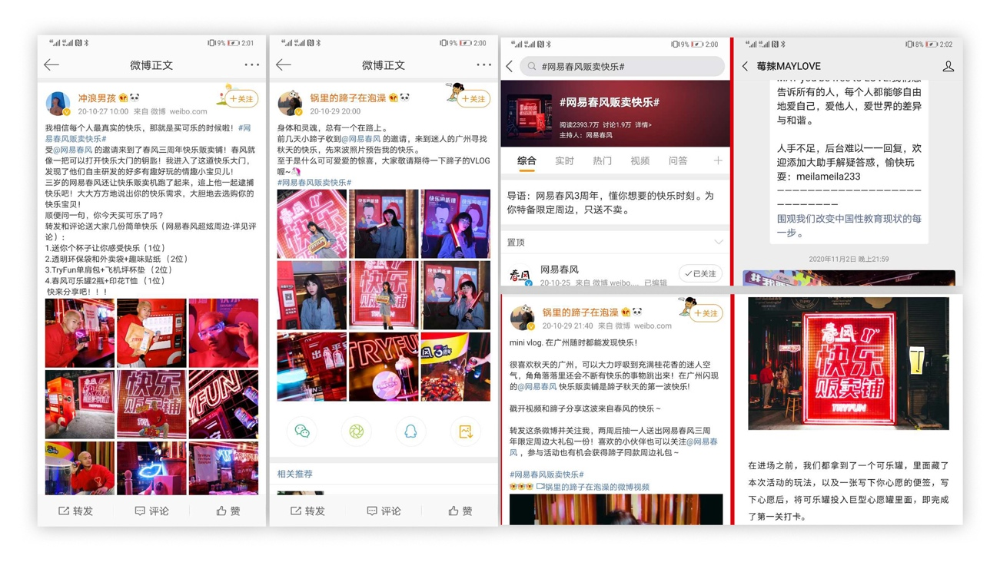 9% 2:01
微博正文
冲浪男孩
+关注
20-10-27 10:00 来自 微博 weibo.com
我相信每个人最真实的快乐，那就是买可乐的时候啦！#网
易春风贩卖快乐#
受@网易春风 的邀请来到了春风三周年快乐贩卖铺！春风就
像一把可以打开快乐大门的钥匙！我进入了这道快乐大门，
发现了他们自主研发的好多有趣好玩的情趣小宝贝儿！
三岁的网易春风还让快乐贩卖机跑了起来，追上他一起逮捕
快乐吧！大大方方地说出你的快乐需求，大胆地去选购你的
快乐宝贝！
顺便问一句，你今天买可乐了吗？
转发和评论送大家几份简单快乐（网易春风超炫周边-详见评
论）：
1.送你个杯子让你感受快乐（1位）
2.透明环保袋和外卖袋+趣味贴纸 （2位）
3.TryFun单肩包+飞机坪杯垫 （2位）
4.春风可乐罐2瓶+印花T恤 （1位）
快来分享吧！！！
快乐
贩卖铺
YFUN
转发
评论
赞
9% 2:00
微博正文
锅里的蹄子在泡澡
+关注
20-10-29 20:00
身体和灵魂，总有一个在路上。
前几天小蹄子收到@网易春风 的邀请，来到迷人的广州寻找
秋天的快乐，先来波照片预告我的快乐。
至于是什么可可爱爱的惊喜，大家敬请期待一下蹄子的VLOG
喔~
#网易春风贩卖快乐#
TRYFU
相关推荐
转发
评论
赞
9% 2:00
#网易春风贩卖快乐#
#网易春风贩卖快乐#
阅读2393.7万 讨论1.9万 详情>
主持人：网易春风
综合
实时
热门
视频
问答
+
导语：网易春风3周年，懂你想要的快乐时刻。为
你特备限定周边，只送不卖。
置顶
春风
网易春风
✓已关注
20-10-25 来自 微博 weibo.... 已编辑
锅里的蹄子在泡澡
+关注
20-10-29 21:40 来自 微博 weibo.com
mini vlog. 在广州随时都能发现快乐！
很喜欢秋天的广州，可以大力呼吸到充满桂花香的迷人空
气，角角落落里还会不断有快乐的事物跳出来！在广州闪现
的@网易春风 快乐贩卖铺是蹄子秋天的第一波快乐!
戳开视频和蹄子分享这波来自春风的快乐～
转发这条微博并关注我，两周后抽一人送出网易春风三周
年限定周边大礼包一份！喜欢的小伙伴也可以关注@网易春
风 ，参与活动也有机会获得蹄子同款周边礼包～
#网易春风贩卖快乐#
锅里的蹄子在泡澡的微博视频
8% 2:02
莓辣MAYLOVE
告诉所有的人，每个人都能够自由
地爱自己，爱他人，爱世界的差异
与和谐。
人手不足，后台难以一一回复，欢
迎添加大助手解疑答惑，愉快玩
耍：meilameila233
围观我们改变中国性教育现状的每
一步。
2020年11月2日 晚上21:59
春风
快乐
贩卖铺
TRYFUN
在进场之前，我们都拿到了一个可乐罐，里面藏了
本次活动的玩法，以及一张写下你心愿的便签，写
下心愿后，将可乐罐投入巨型心愿罐里面，即完成
了第一关打卡。